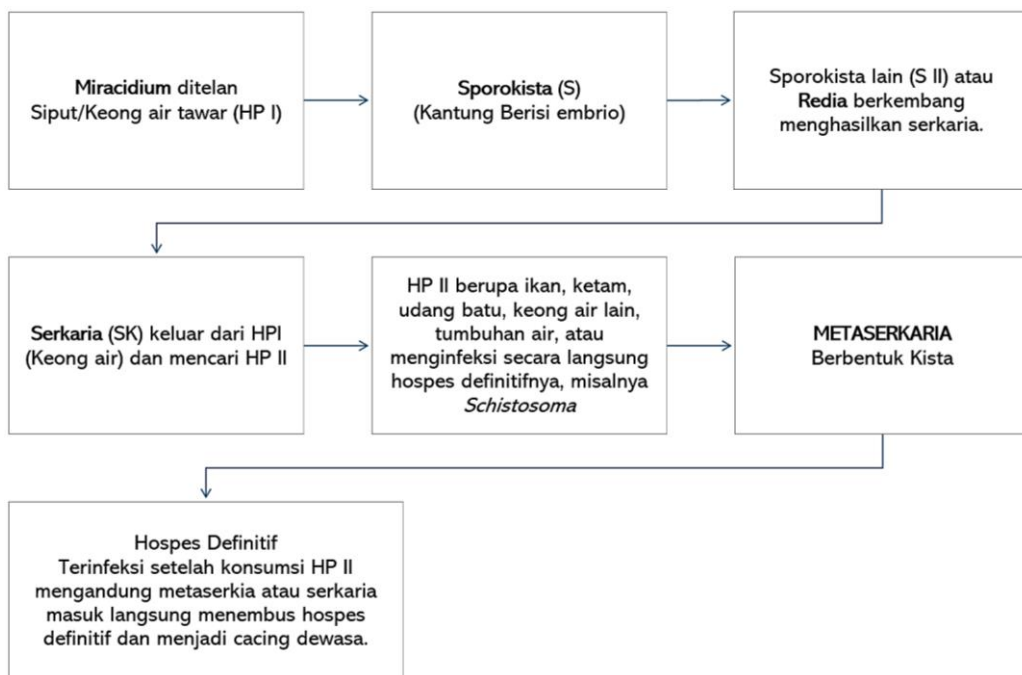 Miracidium ditelan
Siput/Keong air tawar (HP I)
Sporokista (S)
(Kantung Berisi embrio)
Sporokista lain (S II) atau
Redia berkembang
menghasilkan serkaria.
Serkaria (SK) keluar dari HPI
(Keong air) dan mencari HP II
HP II berupa ikan, ketam,
udang batu, keong air lain,
tumbuhan air, atau
menginfeksi secara langsung
hospes definitifnya, misalnya
Schistosoma
METASERKARIA
Berbentuk Kista
Hospes Definitif
Terinfeksi setelah konsumsi HP II
mengandung metaserkia atau serkaria
masuk langsung menembus hospes
definitif dan menjadi cacing dewasa.